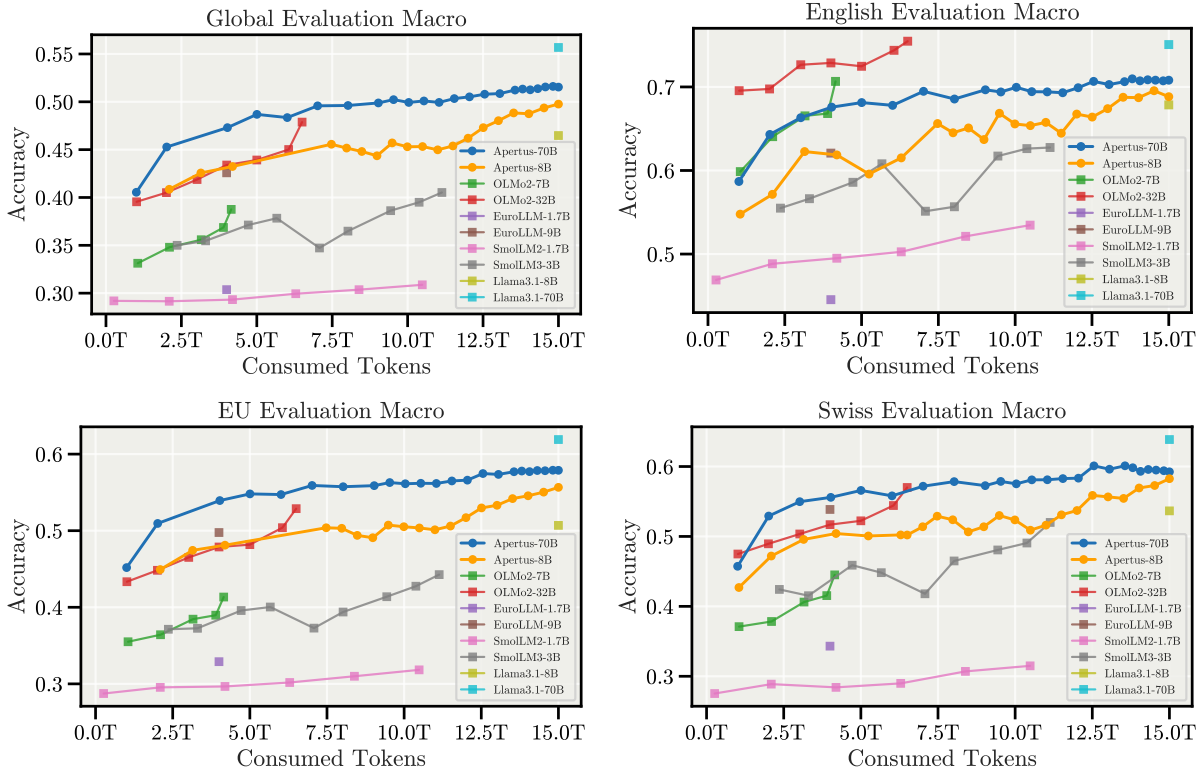 Global Evaluation Macro
Accuracy
0.55
0.50
0.45
0.40
0.35
0.30
0.0T 2.5T 5.0T 7.5T 10.0T 12.5T 15.0T
Consumed Tokens
Apertus-70B
Apertus-8B
OLMo2-7B
OLMo2-32B
EuroLLM-1.7B
EuroLLM-9B
SmolLM2-1.7B
SmolLM3-3B
Llama3.1-8B
Llama3.1-70B
English Evaluation Macro
Accuracy
0.7
0.6
0.5
0.0T 2.5T 5.0T 7.5T 10.0T 12.5T 15.0T
Consumed Tokens
Apertus-70B
Apertus-8B
OLMo2-7B
OLMo2-32B
EuroLLM-1.7B
EuroLLM-9B
SmolLM2-1.7B
SmolLM3-3B
Llama3.1-8B
Llama3.1-70B
EU Evaluation Macro
Accuracy
0.6
0.5
0.4
0.3
0.0T 2.5T 5.0T 7.5T 10.0T 12.5T 15.0T
Consumed Tokens
Apertus-70B
Apertus-8B
OLMo2-7B
OLMo2-32B
EuroLLM-1.7B
EuroLLM-9B
SmolLM2-1.7B
SmolLM3-3B
Llama3.1-8B
Llama3.1-70B
Swiss Evaluation Macro
Accuracy
0.6
0.5
0.4
0.3
0.0T 2.5T 5.0T 7.5T 10.0T 12.5T 15.0T
Consumed Tokens
Apertus-70B
Apertus-8B
OLMo2-7B
OLMo2-32B
EuroLLM-1.7B
EuroLLM-9B
SmolLM2-1.7B
SmolLM3-3B
Llama3.1-8B
Llama3.1-70B